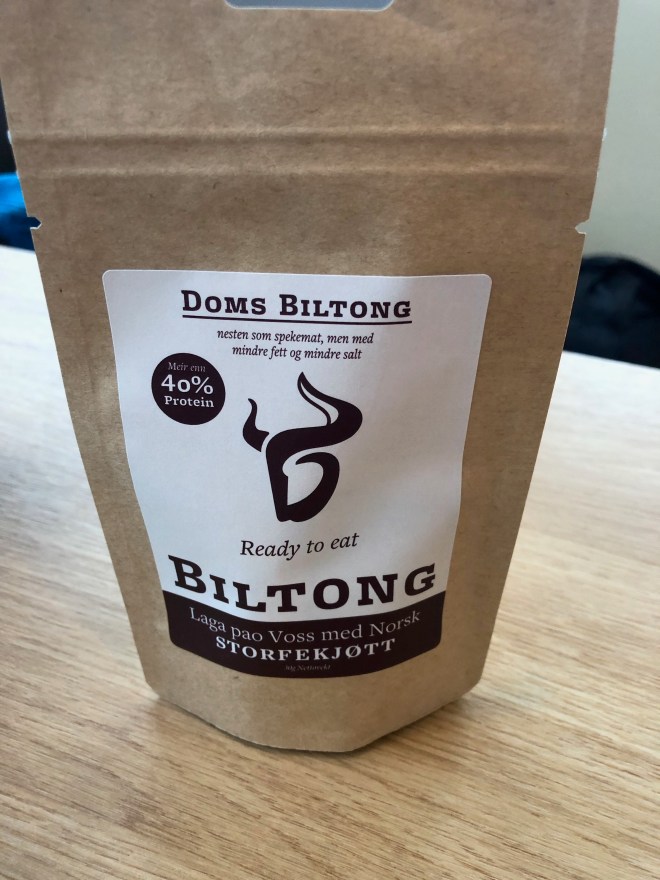 DOMS BILTONG
nesten som spekemat, men med
mindre fett og mindre salt
Meir enn
40%
Protein
Ready to eat
BILTONG
Laga pao Voss med Norsk
STORFEKJØTT
Nettovekt